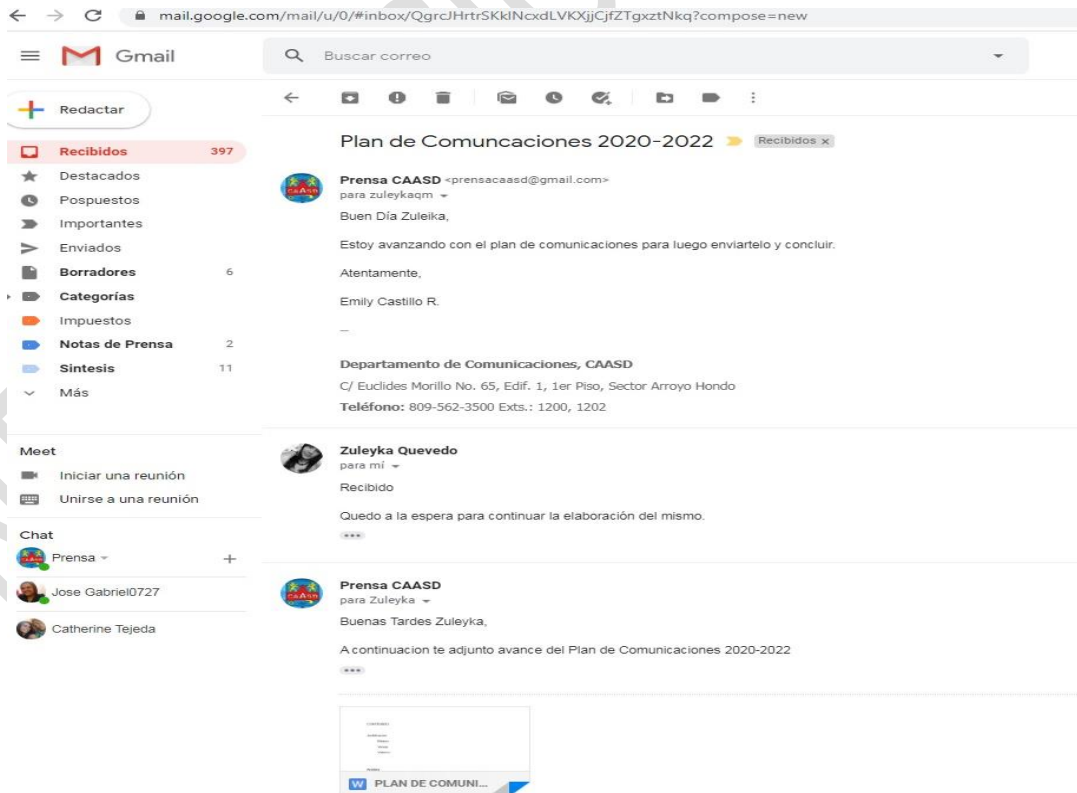 mail.google.com/mail/u/0/#inbox/QgrcJHrtrSKklNcxdLVKXjjCjfZTgxztNkq?compose=new
Gmail
Buscar correo
Redactar
Recibidos 397
Destacados
Pospuestos
Importantes
Enviados
Borradores 6
Categorías
Impuestos
Notas de Prensa 2
Sintesis 11
Más
Meet
Iniciar una reunión
Unirse a una reunión
Chat
Prensa
Jose Gabriel0727
Catherine Tejeda
Plan de Comuncaciones 2020-2022 Recibidos x
Prensa CAASD <prensacaasd@gmail.com>
para zuleykaqm
Buen Día Zuleika,
Estoy avanzando con el plan de comunicaciones para luego enviartelo y concluir.
Atentamente,
Emily Castillo R.
--
Departamento de Comunicaciones, CAASD
C/ Euclides Morillo No. 65, Edif. 1, 1er Piso, Sector Arroyo Hondo
Teléfono: 809-562-3500 Exts.: 1200, 1202
Zuleyka Quevedo
para mí
Recibido
Quedo a la espera para continuar la elaboración del mismo.
Prensa CAASD
para Zuleyka
Buenas Tardes Zuleyka,
A continuacion te adjunto avance del Plan de Comunicaciones 2020-2022
W PLAN DE COMUNI...